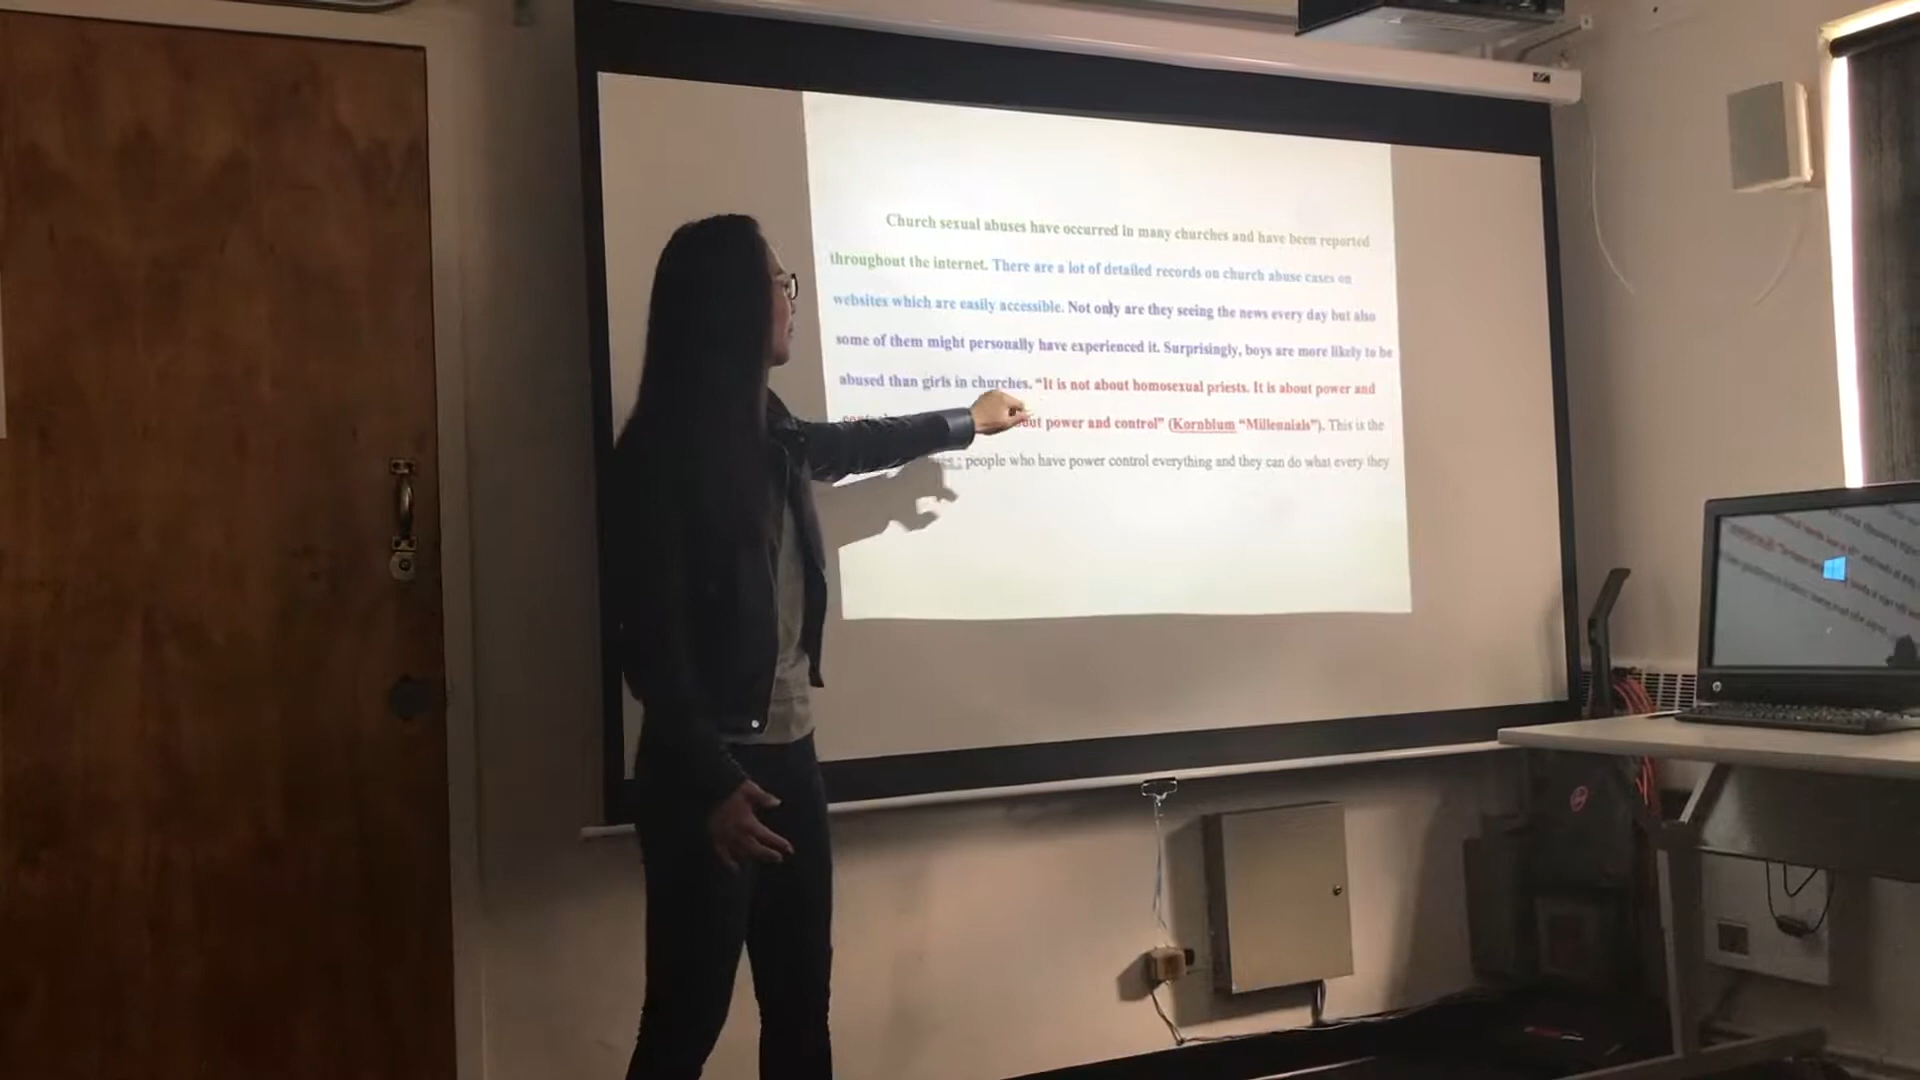 Church sexual abuses have occurred in many churches and have been reported
throughout the internet. There are a lot of detailed records on church abuse cases on
websites which are easily accessible. Not only are they seeing the news every day but also
some of them might personally have experienced it. Surprisingly, boys are more likely to be
abused than girls in churches. “It is not about homosexual priests. It is about power and
power and control” (Kornblum “Millennials”). This is the
people who have power control everything and they can do what every they